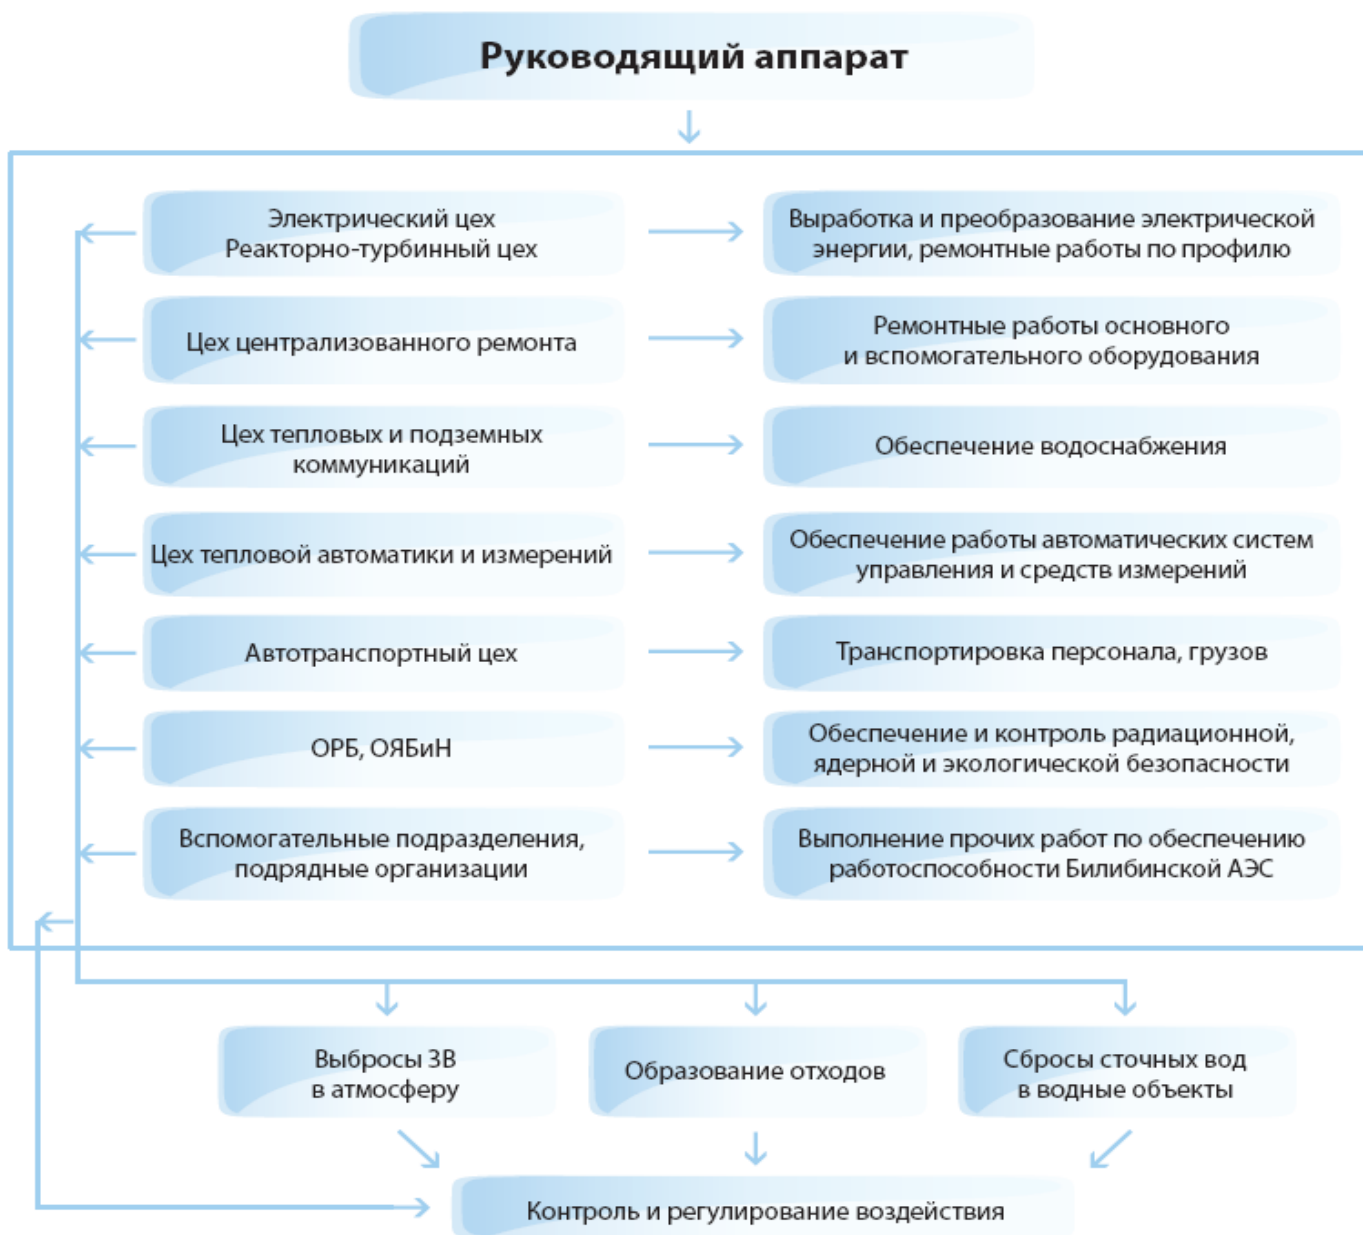 Руководящий аппарат
Электрический цех
Реакторно-турбинный цех
Выработка и преобразование электрической
энергии, ремонтные работы по профилю
Цех централизованного ремонта
Ремонтные работы основного
и вспомогательного оборудования
Цех тепловых и подземных
коммуникаций
Обеспечение водоснабжения
Цех тепловой автоматики и измерений
Обеспечение работы автоматических систем
управления и средств измерений
Автотранспортный цех
Транспортировка персонала, грузов
ОРБ, ОЯБиН
Обеспечение и контроль радиационной,
ядерной и экологической безопасности
Вспомогательные подразделения,
подрядные организации
Выполнение прочих работ по обеспечению
работоспособности Билибинской АЭС
Выбросы ЗВ
в атмосферу
Образование отходов
Сбросы сточных вод
в водные объекты
Контроль и регулирование воздействия